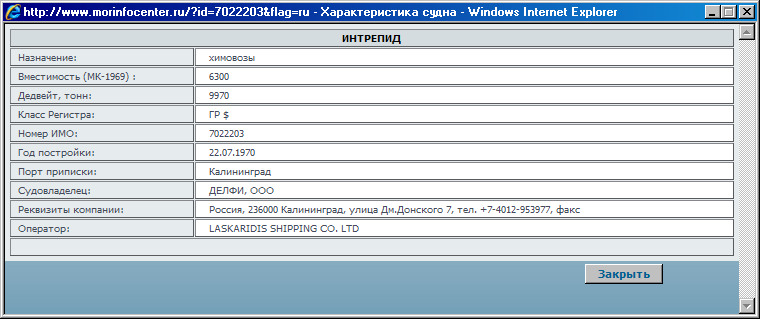 http://www.morinfocenter.ru/?id=7022203&flag=ru - Характеристика судна - Windows Internet Explorer
ИНТРЕПИД
Назначение: химовозы
Вместимость (МК-1969) : 6300
Дедвейт, тонн: 9970
Класс Регистра: ГР $
Номер ИМО: 7022203
Год постройки: 22.07.1970
Порт приписки: Калининград
Судовладелец: ДЕЛФИ, ООО
Реквизиты компании: Россия, 236000 Калининград, улица Дм.Донского 7, тел. +7-4012-953977, факс
Оператор: LASKARIDIS SHIPPING CO. LTD
Закрыть